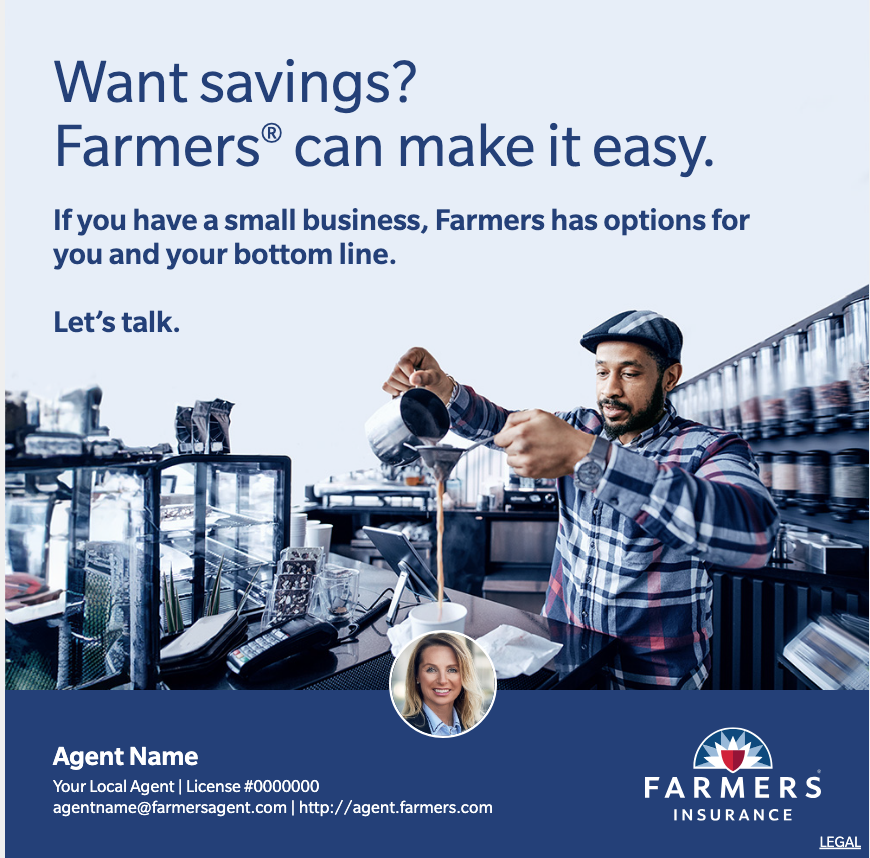 Want savings?
Farmers® can make it easy.
If you have a small business, Farmers has options for
you and your bottom line.
Let’s talk.
Agent Name
Your Local Agent | License #0000000
agentname@farmersagent.com | http://agent.farmers.com
FARMERS®
INSURANCE
LEGAL